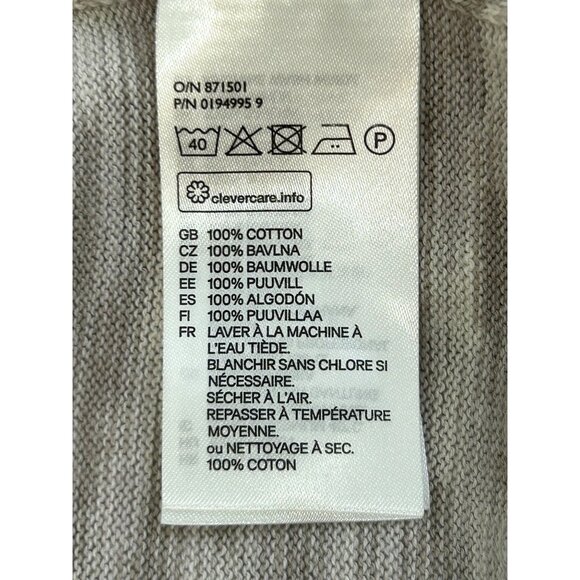 O/N 871501
P/N 0194995 9
40 P
clevercare.info
GB 100% COTTON
CZ 100% BAVLNA
DE 100% BAUMWOLLE
EE 100% PUUVILL
ES 100% ALGODÓN
FI 100% PUUVILLAA
FR LAVER À LA MACHINE À
L'EAU TIÈDE.
BLANCHIR SANS CHLORE SI
NÉCESSAIRE.
SÉCHER À L'AIR.
REPASSER À TEMPÉRATURE
MOYENNE.
ou NETTOYAGE À SEC.
100% COTON